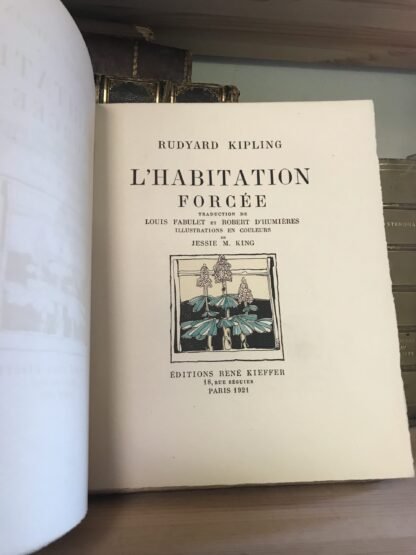 RUDYARD KIPLING
L'HABITATION
FORCÉE
TRADUCTION DE
LOUIS FABULET ET ROBERT D'HUMIÈRES
ILLUSTRATIONS EN COULEURS
DE
JESSIE M. KING
ÉDITIONS RENÉ KIEFFER
18, RUE SÉGUIER
PARIS 1921